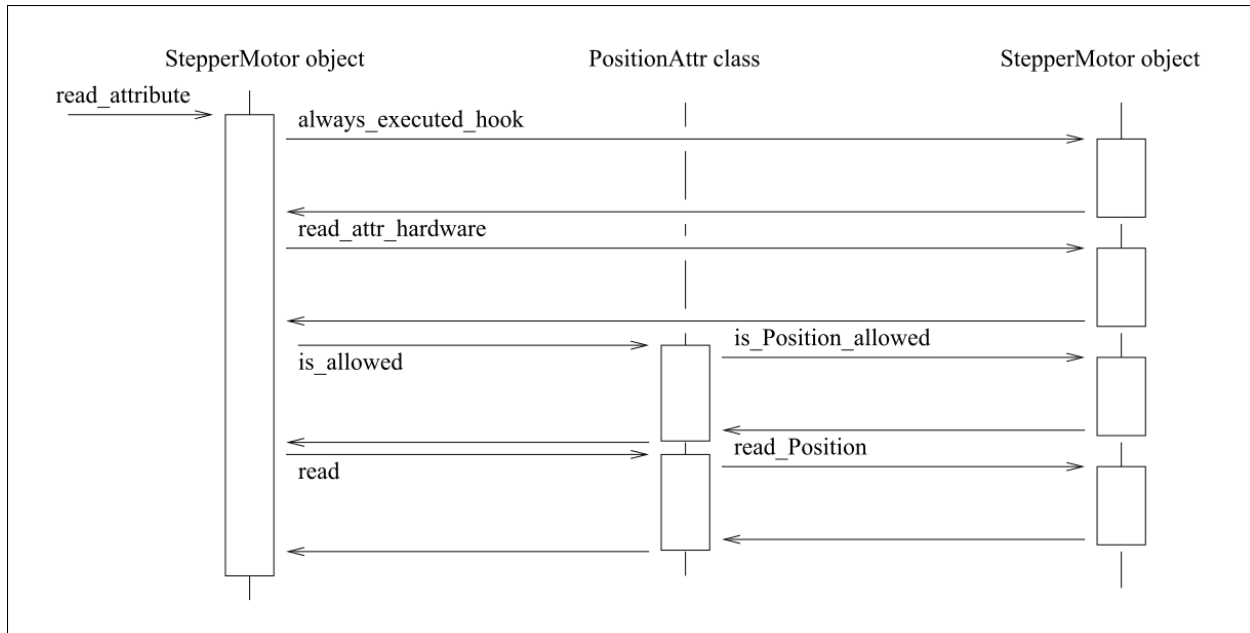 StepperMotor object
PositionAttr class
StepperMotor object
read_attribute
always_executed_hook
read_attr_hardware
is_allowed
is_Position_allowed
read
read_Position